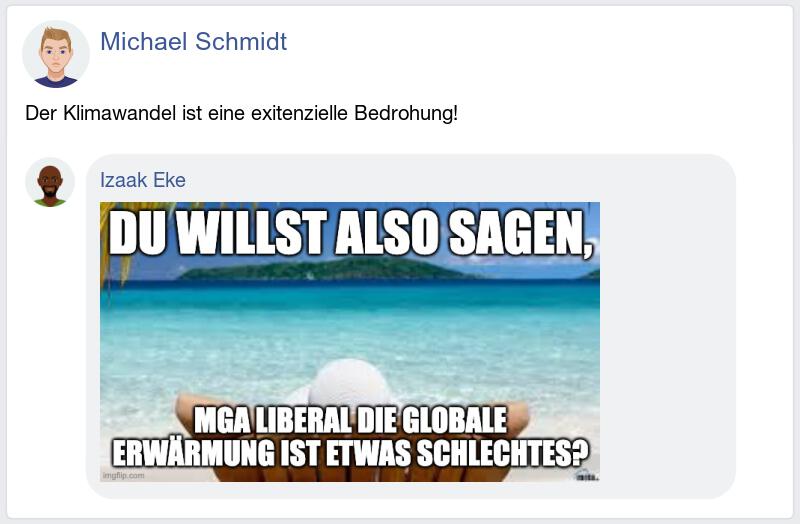 Michael Schmidt
Der Klimawandel ist eine exitenzielle Bedrohung!
Izaak Eke
DU WILLST ALSO SAGEN,
MGA LIBERAL DIE GLOBALE
ERWÄRMUNG IST ETWAS SCHLECHTES?
imgflip.com